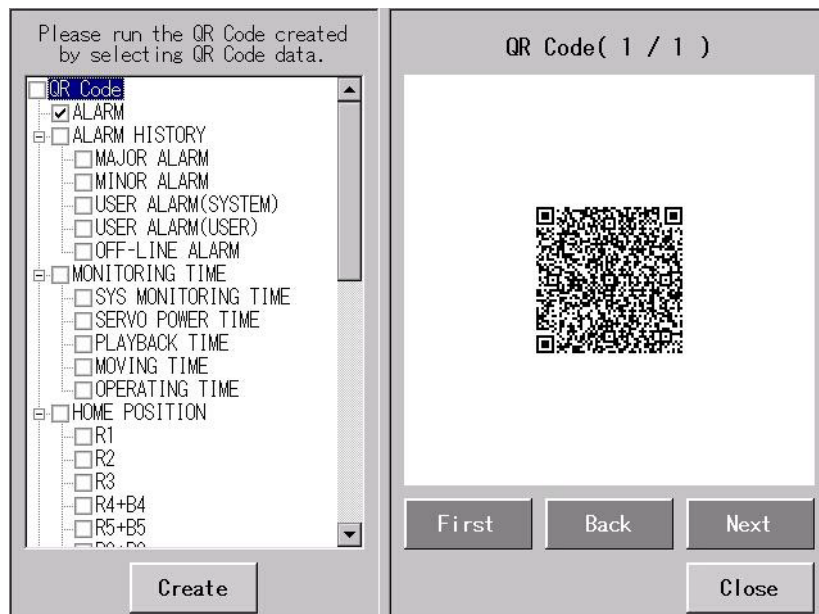 Please run the QR Code created
by selecting QR Code data.
QR Code
ALARM
ALARM HISTORY
MAJOR ALARM
MINOR ALARM
USER ALARM(SYSTEM)
USER ALARM(USER)
OFF-LINE ALARM
MONITORING TIME
SYS MONITORING TIME
SERVO POWER TIME
PLAYBACK TIME
MOVING TIME
OPERATING TIME
HOME POSITION
R1
R2
R3
R4+B4
R5+B5
Create
QR Code( 1 / 1 )
First
Back
Next
Close